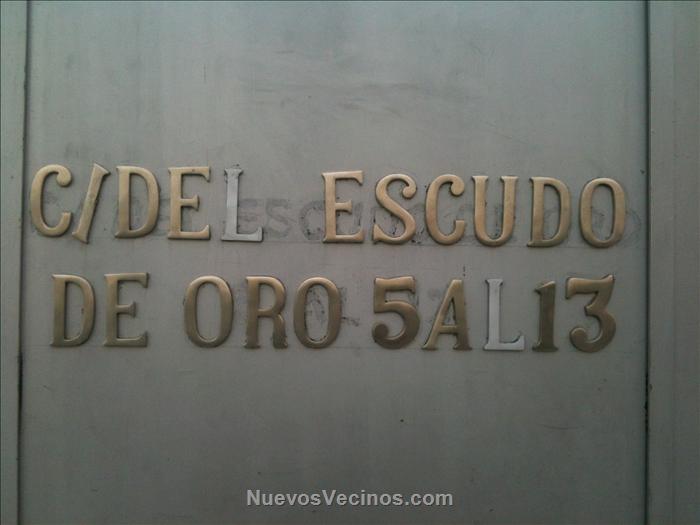 C/DEL ESCUDO
DE ORO 5AL13
NuevosVecinos.com